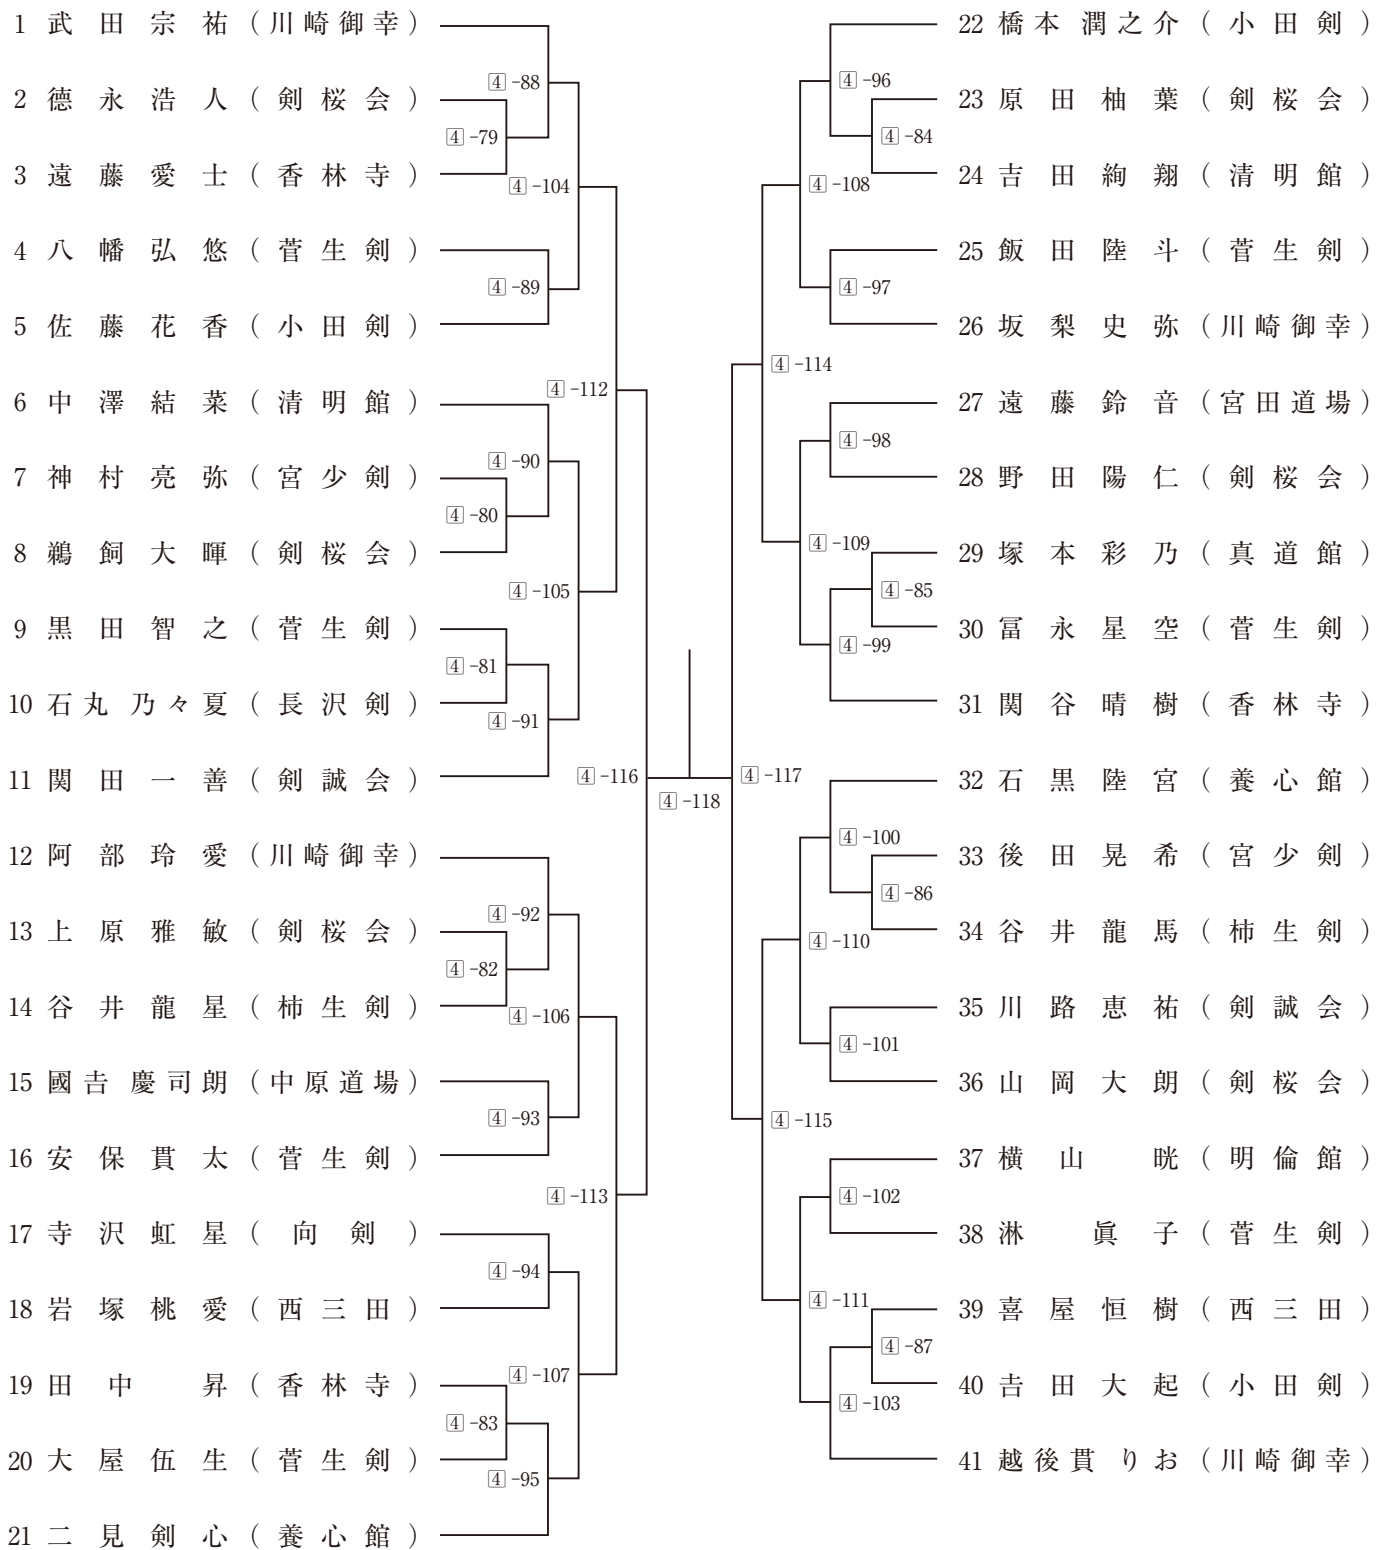 1 武田宗祐（川崎御幸）
2 德永浩人（剣桜会）
3 遠藤愛士（香林寺）
4 八幡弘悠（菅生剣）
5 佐藤花香（小田剣）
6 中澤結菜（清明館）
7 神村亮弥（宮少剣）
8 鵜飼大暉（剣桜会）
9 黒田智之（菅生剣）
10 石丸乃々夏（長沢剣）
11 関田一善（剣誠会）
12 阿部玲愛（川崎御幸）
13 上原雅敏（剣桜会）
14 谷井龍星（柿生剣）
15 國吉慶司朗（中原道場）
16 安保貫太（菅生剣）
17 寺沢虹星（向剣）
18 岩塚桃愛（西三田）
19 田中昇（香林寺）
20 大屋伍生（菅生剣）
21 二見剣心（養心館）
4-88
4-79
4-104
4-89
4-112
4-90
4-80
4-105
4-81
4-91
4-116
4-118
4-92
4-82
4-106
4-93
4-113
4-94
4-107
4-83
4-95
4-96
4-84
4-108
4-97
4-114
4-98
4-109
4-85
4-99
4-117
4-100
4-86
4-110
4-101
4-115
4-102
4-111
4-87
4-103
22 橋本潤之介（小田剣）
23 原田柚葉（剣桜会）
24 吉田絢翔（清明館）
25 飯田陸斗（菅生剣）
26 坂梨史弥（川崎御幸）
27 遠藤鈴音（宮田道場）
28 野田陽仁（剣桜会）
29 塚本彩乃（真道館）
30 冨永星空（菅生剣）
31 関谷晴樹（香林寺）
32 石黒陸宮（養心館）
33 後田晃希（宮少剣）
34 谷井龍馬（柿生剣）
35 川路恵祐（剣誠会）
36 山岡大朗（剣桜会）
37 横山晄（明倫館）
38 淋眞子（菅生剣）
39 喜屋恒樹（西三田）
40 𠮷田大起（小田剣）
41 越後貫りお（川崎御幸）